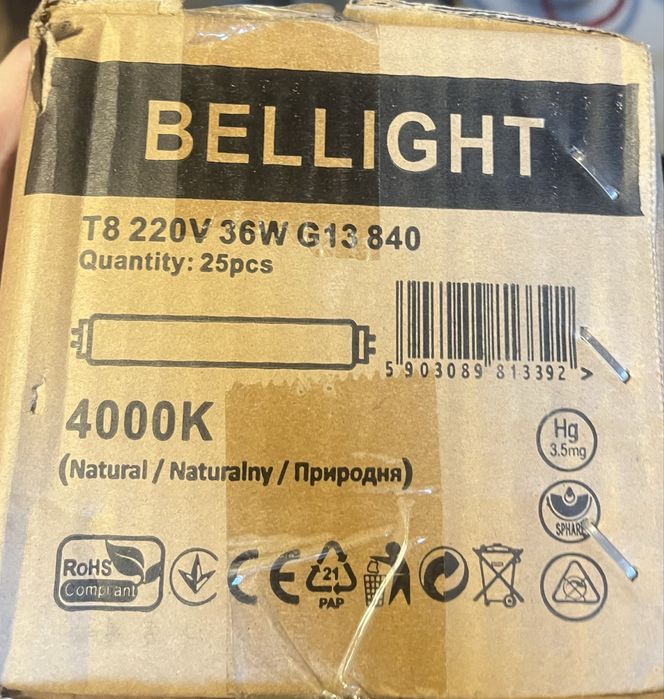 BELLIGHT
T8 220V 36W G13 840
Quantity: 25pcs
5 903089 813392 >
4000K
(Natural / Naturalny / Природня)
Hg
3.5mg
SPHARE
RoHS
Compliant
CE
21
PAP